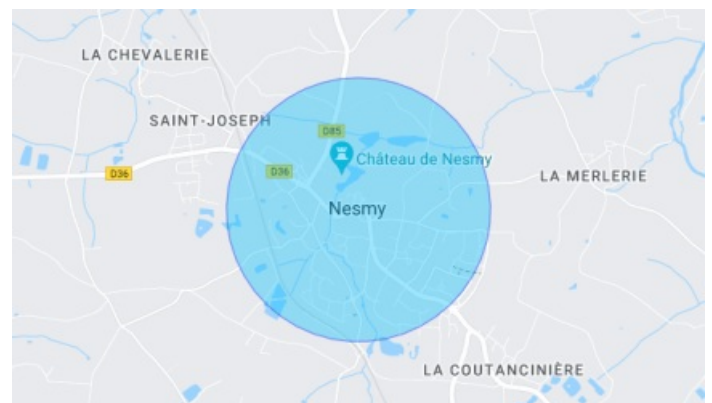 LA CHEVALERIE
SAINT-JOSEPH
D85
Château de Nesmy
D36
D36
LA MERLERIE
Nesmy
LA COUTANCINIÈRE